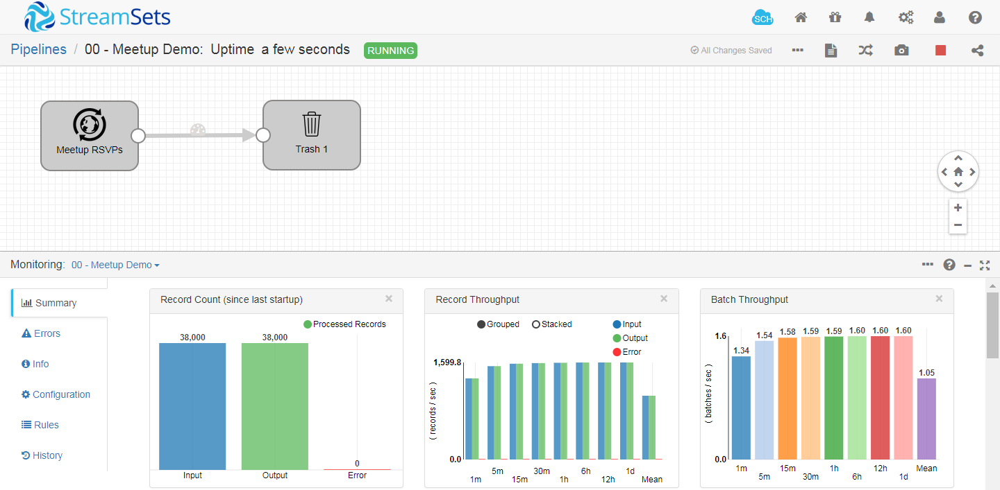 StreamSets
SCH
Pipelines / 00 - Meetup Demo: Uptime a few seconds RUNNING
All Changes Saved
Meetup RSVPs
Trash 1
Monitoring: 00 - Meetup Demo
Summary
Errors
Info
Configuration
Rules
History
Record Count (since last startup)
Processed Records
38,000 38,000 0
Input Output Error
Record Throughput
Grouped Stacked Input
Output
Error
1,599.8
( records / sec )
0.0
5m 30m 6h 1d
1m 15m 1h 12h Mean
Batch Throughput
1.6
1.34 1.54 1.58 1.59 1.59 1.60 1.60 1.60 1.05
( batches / sec )
0.0
1m 15m 1h 12h Mean
5m 30m 6h 1d